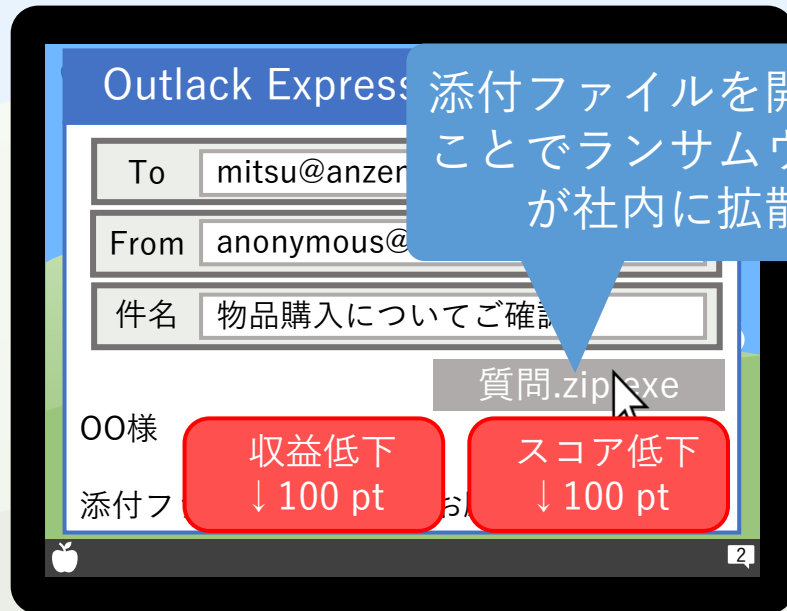 Outlack Express
添付ファイルを開
ことでランサムウ
が社内に拡散
To mitsu@anzen
From anonymous@
件名 物品購入についてご確認
質問.zip.exe
OO様
収益低下
↓100 pt
スコア低下
↓100 pt
添付フ
2